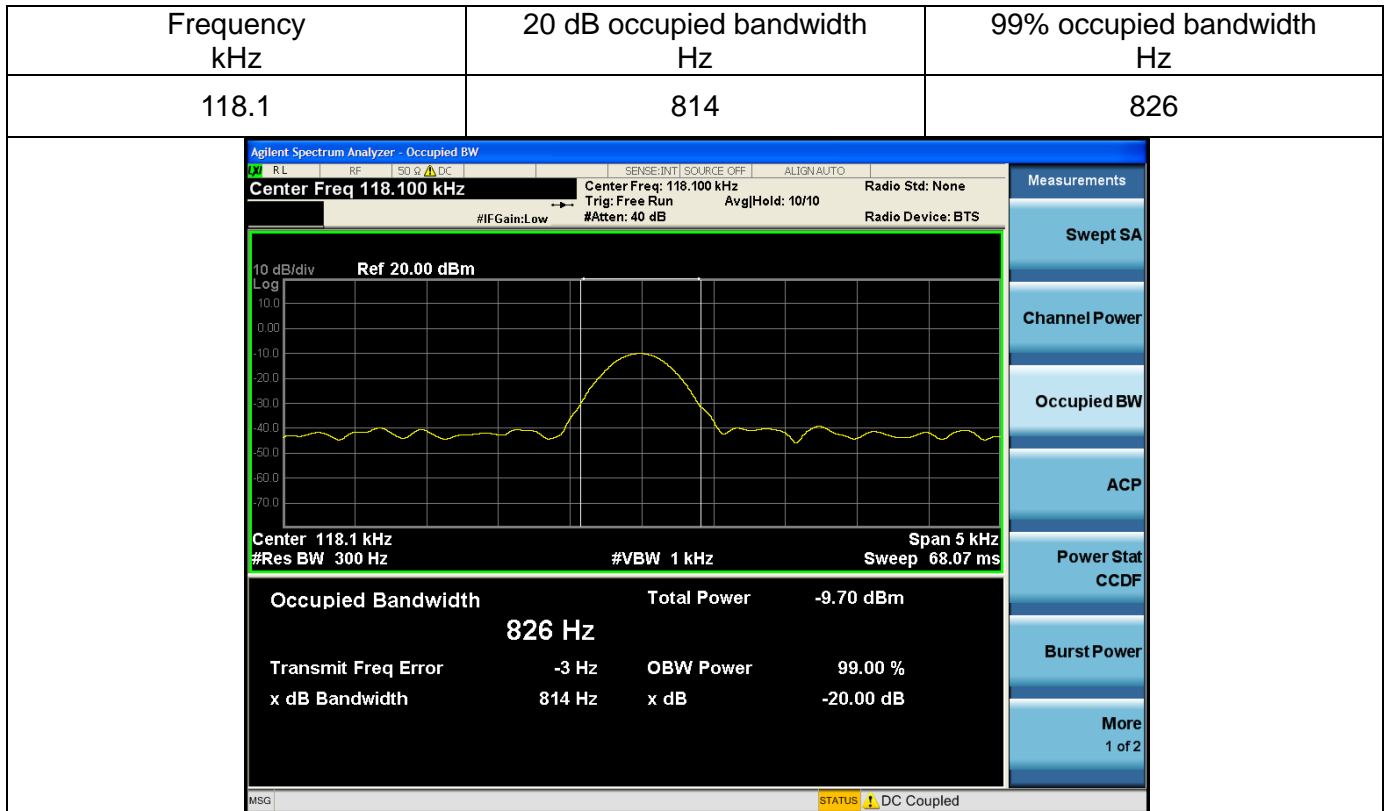 Frequency 20 dB occupied bandwidth 99% occupied bandwidth
kHz Hz Hz
118.1 814 826
Agilent Spectrum Analyzer - Occupied BW
LXI RL RF 50 Ω DC SENSE:INT SOURCE OFF ALIGN AUTO
Center Freq 118.100 kHz Center Freq: 118.100 kHz Radio Std: None
Trig: Free Run Avg|Hold: 10/10
#IFGain:Low #Atten: 40 dB Radio Device: BTS
10 dB/div Ref 20.00 dBm
Log
10.0
0.00
-10.0
-20.0
-30.0
-40.0
-50.0
-60.0
-70.0
Center 118.1 kHz Span 5 kHz
#Res BW 300 Hz #VBW 1 kHz Sweep 68.07 ms
Occupied Bandwidth Total Power -9.70 dBm
826 Hz
Transmit Freq Error -3 Hz OBW Power 99.00 %
x dB Bandwidth 814 Hz x dB -20.00 dB
Measurements
Swept SA
Channel Power
Occupied BW
ACP
Power Stat
CCDF
Burst Power
More
1 of 2
MSG STATUS DC Coupled